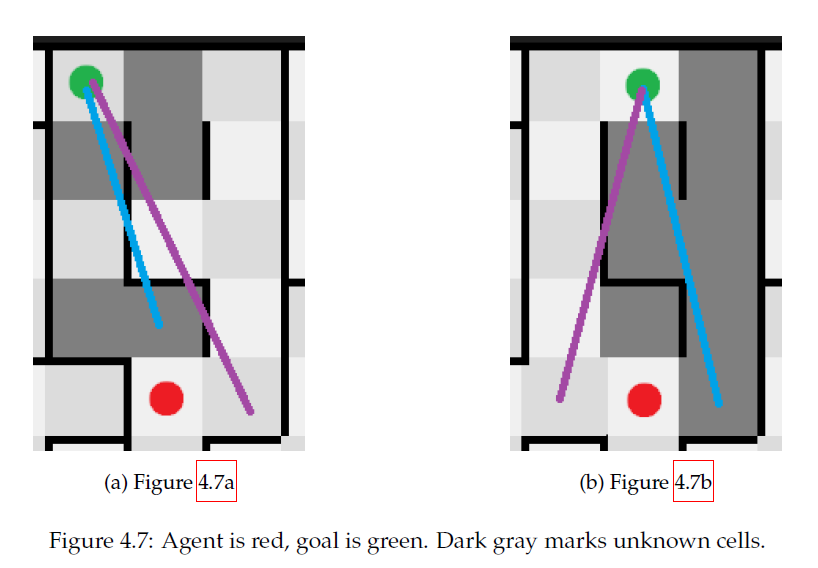 (a) Figure 4.7a
(b) Figure 4.7b
Figure 4.7: Agent is red, goal is green. Dark gray marks unknown cells.